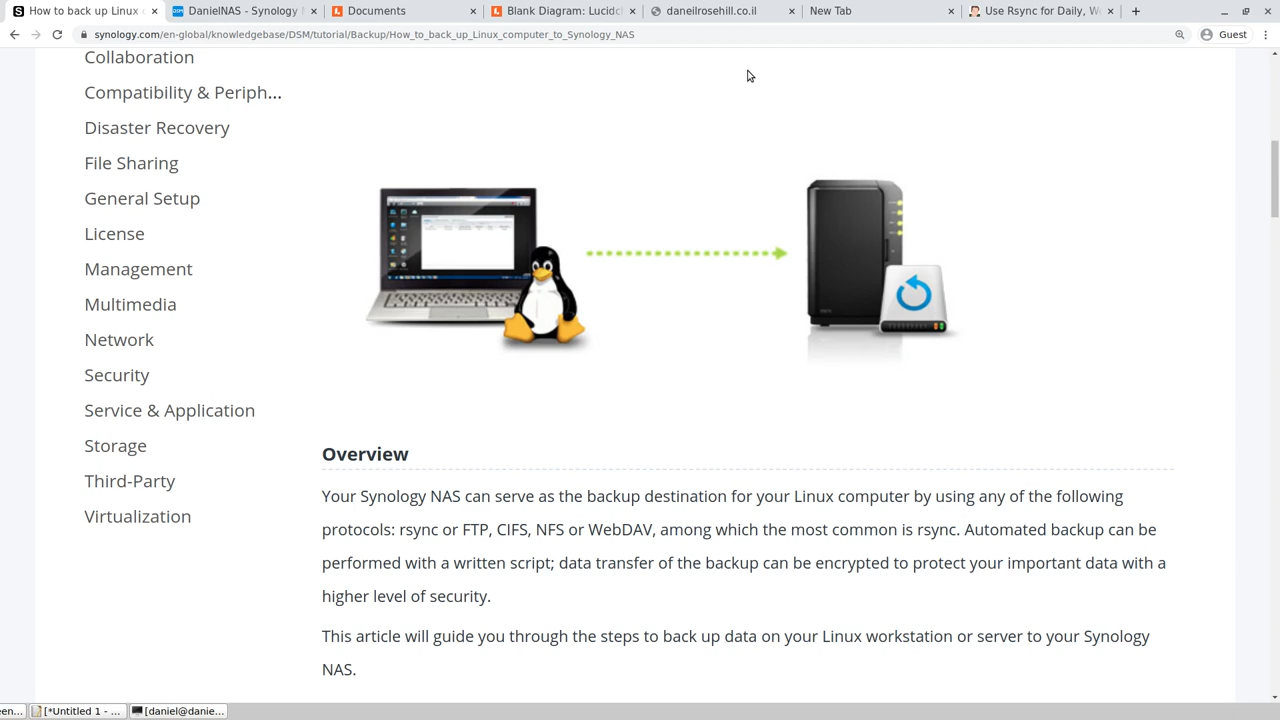 How to back up Linux
DanielNAS - Synology
Documents
Blank Diagram: Lucidc
daneilrosehill.co.il
New Tab
Use Rsync for Daily, W
synology.com/en-global/knowledgebase/DSM/tutorial/Backup/How_to_back_up_Linux_computer_to_Synology_NAS
Guest
Collaboration
Compatibility & Periph...
Disaster Recovery
File Sharing
General Setup
License
Management
Multimedia
Network
Security
Service & Application
Storage
Third-Party
Virtualization
Overview
Your Synology NAS can serve as the backup destination for your Linux computer by using any of the following
protocols: rsync or FTP, CIFS, NFS or WebDAV, among which the most common is rsync. Automated backup can be
performed with a written script; data transfer of the backup can be encrypted to protect your important data with a
higher level of security.
This article will guide you through the steps to back up data on your Linux workstation or server to your Synology
NAS.
een...
[*Untitled 1 - ...
[daniel@danie...